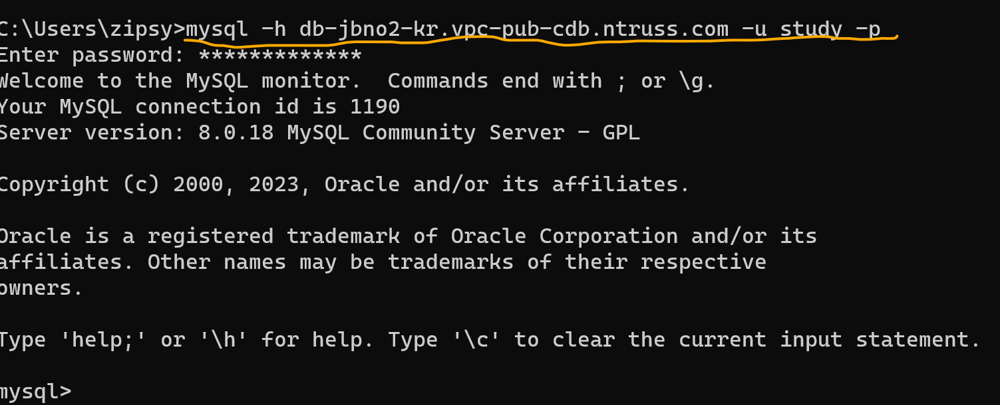 C:\Users\zipsy>mysql -h db-jbno2-kr.vpc-pub-cdb.ntruss.com -u study -p
Enter password: *************
Welcome to the MySQL monitor.  Commands end with ; or \g.
Your MySQL connection id is 1190
Server version: 8.0.18 MySQL Community Server - GPL
Copyright (c) 2000, 2023, Oracle and/or its affiliates.
Oracle is a registered trademark of Oracle Corporation and/or its
affiliates. Other names may be trademarks of their respective
owners.
Type 'help;' or '\h' for help. Type '\c' to clear the current input statement.
mysql>